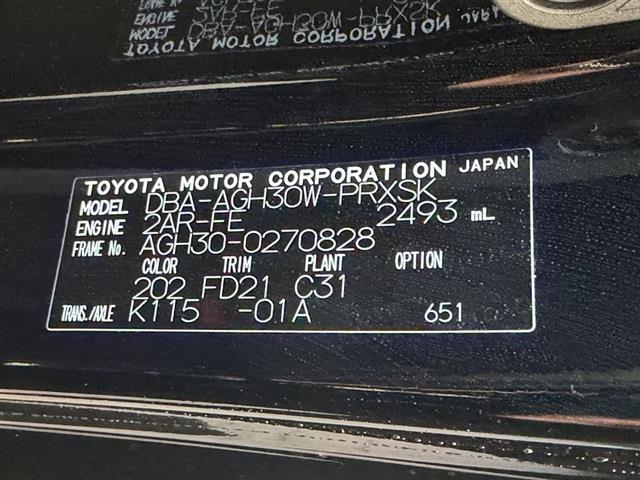 TOYOTA MOTOR CORPORATION JAPAN
MODEL DBA-AGH30W-PRXSK
ENGINE 2AR-FE 2493 mL
FRAME No. AGH30-0270828
COLOR TRIM PLANT OPTION
202 FD21 C31
TRANS./AXLE K115 -01A 651